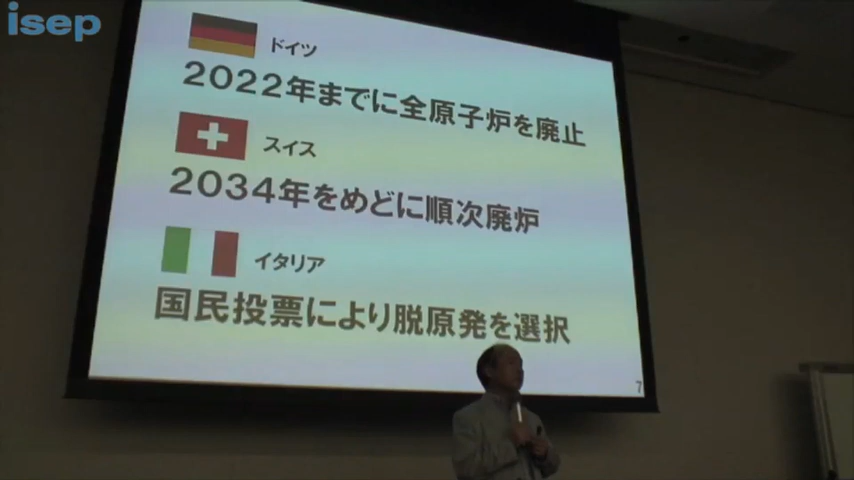 isep
ドイツ
2022年までに全原子炉を廃止
スイス
2034年をめどに順次廃炉
イタリア
国民投票により脱原発を選択
7